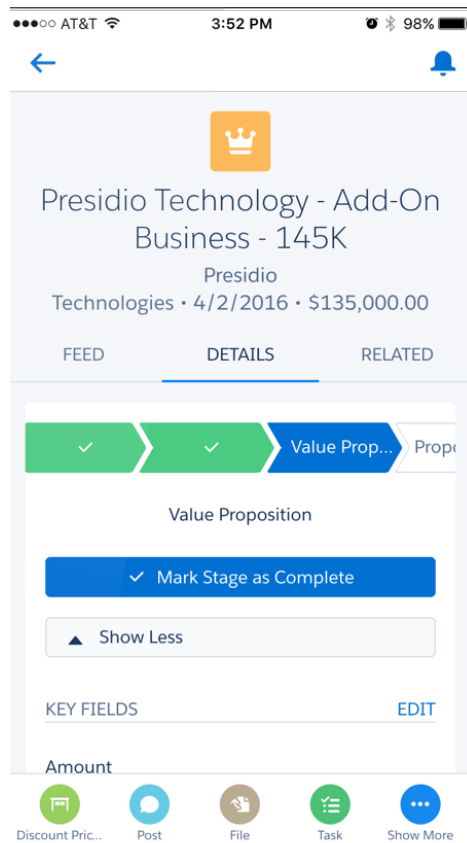 AT&T 3:52 PM 98%
Presidio Technology - Add-On
Business - 145K
Presidio
Technologies • 4/2/2016 • $135,000.00
FEED DETAILS RELATED
Value Prop... Prop
Value Proposition
Mark Stage as Complete
Show Less
KEY FIELDS EDIT
Amount
Discount Pric... Post File Task Show More